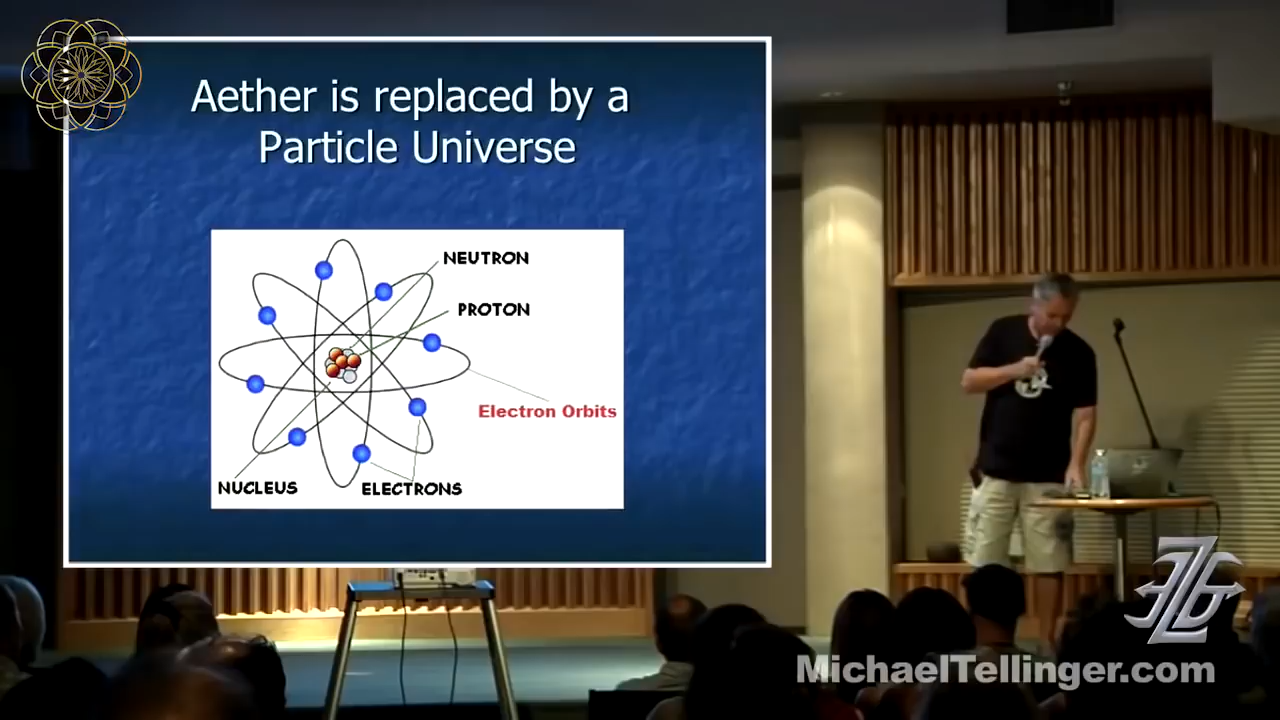 Aether is replaced by a
Particle Universe
NEUTRON
PROTON
Electron Orbits
NUCLEUS
ELECTRONS
MichaelTellinger.com